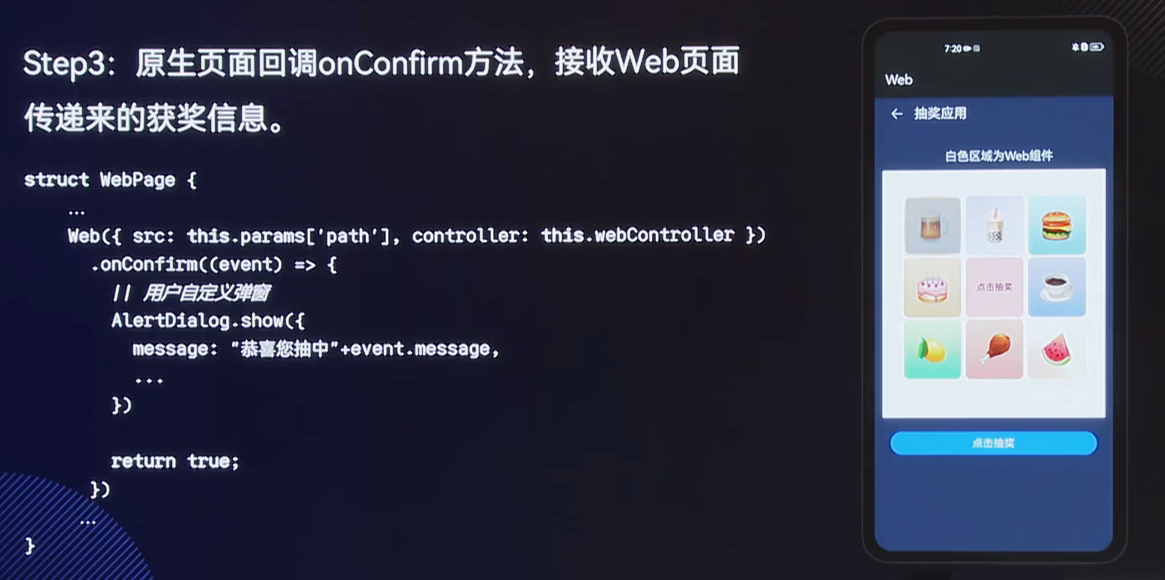 Step3：原生页面回调onConfirm方法，接收Web页面
传递来的获奖信息。
struct WebPage {
...
Web({ src: this.params['path'], controller: this.webController })
.onConfirm((event) => {
// 用户自定义弹窗
AlertDialog.show({
message: "恭喜您抽中"+event.message,
...
})
return true;
})
...
}
7:20
Web
← 抽奖应用
白色区域为Web组件
点击抽奖
点击抽奖